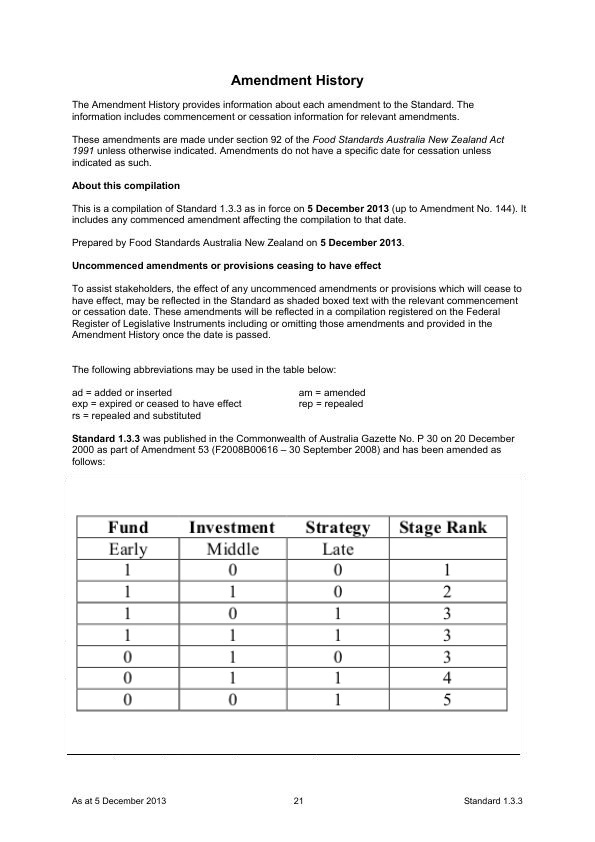 Amendment History
The Amendment History provides information about each amendment to the Standard. The
information includes commencement or cessation information for relevant amendments.
These amendments are made under section 92 of the Food Standards Australia New Zealand Act
1991 unless otherwise indicated. Amendments do not have a specific date for cessation unless
indicated as such.
About this compilation
This is a compilation of Standard 1.3.3 as in force on 5 December 2013 (up to Amendment No. 144). It
includes any commenced amendment affecting the compilation to that date.
Prepared by Food Standards Australia New Zealand on 5 December 2013.
Uncommenced amendments or provisions ceasing to have effect
To assist stakeholders, the effect of any uncommenced amendments or provisions which will cease to
have effect, may be reflected in the Standard as shaded boxed text with the relevant commencement
or cessation date. These amendments will be reflected in a compilation registered on the Federal
Register of Legislative Instruments including or omitting those amendments and provided in the
Amendment History once the date is passed.
The following abbreviations may be used in the table below:
ad = added or inserted am = amended
exp = expired or ceased to have effect rep = repealed
rs = repealed and substituted
Standard 1.3.3 was published in the Commonwealth of Australia Gazette No. P 30 on 20 December
2000 as part of Amendment 53 (F2008B00616 – 30 September 2008) and has been amended as
follows:
Fund Investment Strategy Stage Rank
Early Middle Late
1 0 0 1
1 1 0 2
1 0 1 3
1 1 1 3
0 1 0 3
0 1 1 4
0 0 1 5
As at 5 December 2013 21 Standard 1.3.3